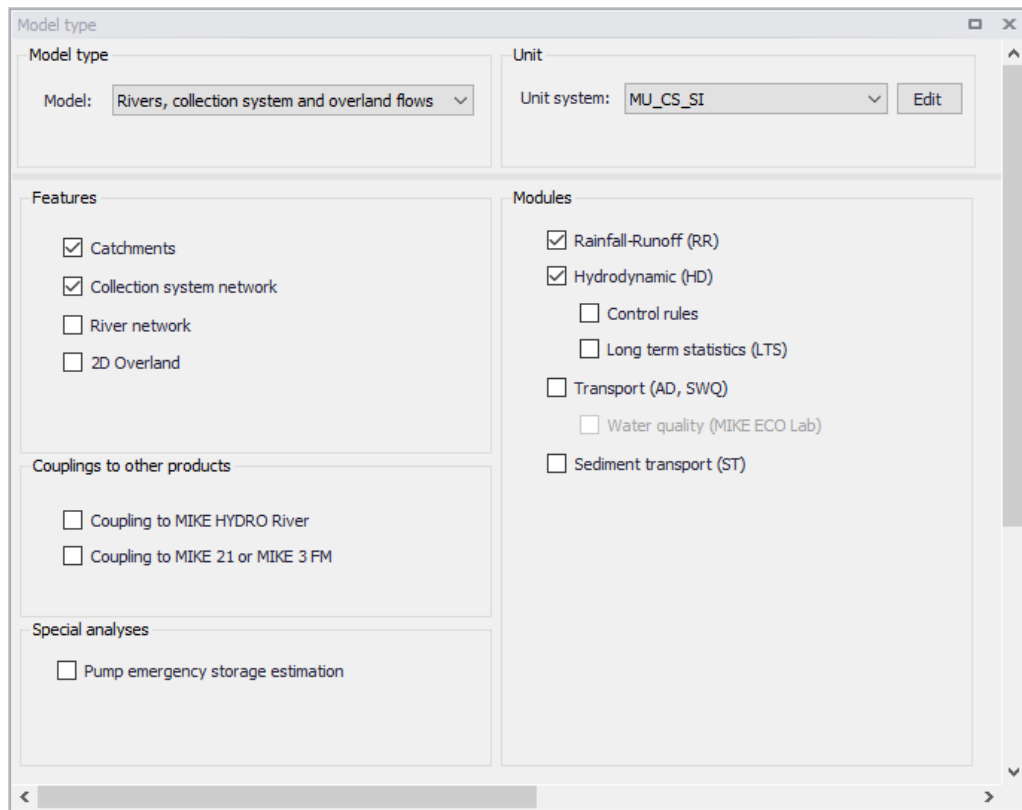 Model type
Model type
Model:
Rivers, collection system and overland flows
Unit
Unit system:
MU_CS_SI
Edit
Features
Catchments
Collection system network
River network
2D Overland
Modules
Rainfall-Runoff (RR)
Hydrodynamic (HD)
Control rules
Long term statistics (LTS)
Transport (AD, SWQ)
Water quality (MIKE ECO Lab)
Sediment transport (ST)
Couplings to other products
Coupling to MIKE HYDRO River
Coupling to MIKE 21 or MIKE 3 FM
Special analyses
Pump emergency storage estimation